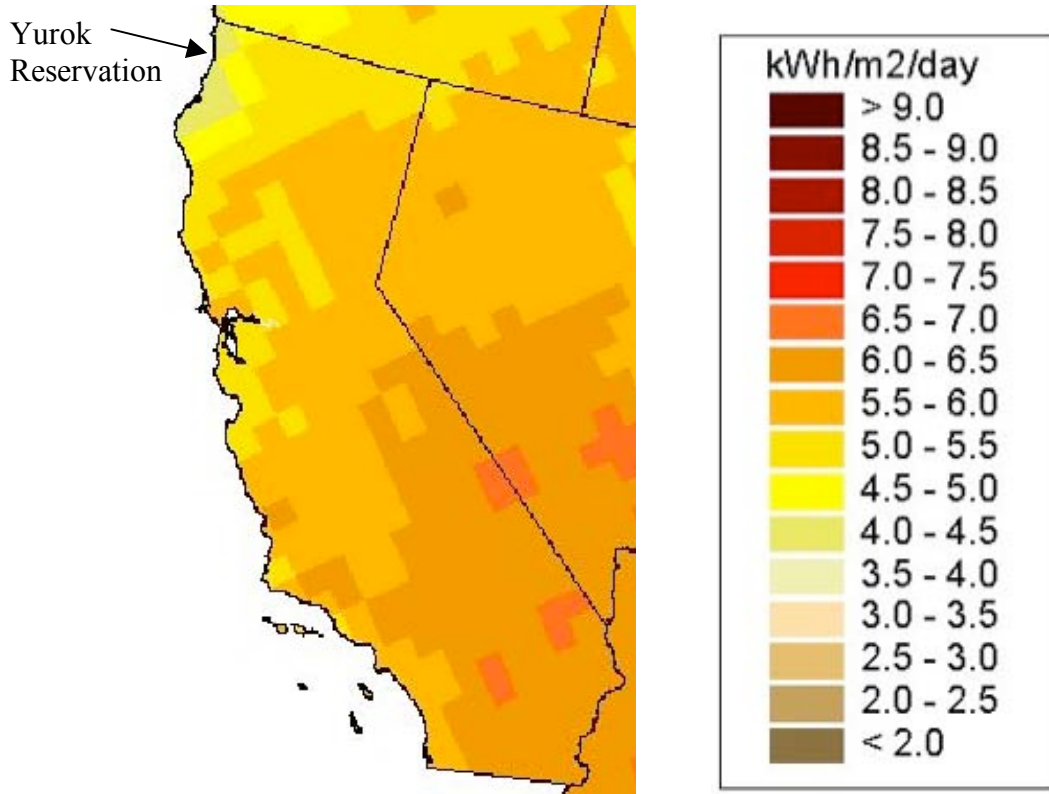 Yurok
Reservation
kWh/m2/day
> 9.0
8.5 - 9.0
8.0 - 8.5
7.5 - 8.0
7.0 - 7.5
6.5 - 7.0
6.0 - 6.5
5.5 - 6.0
5.0 - 5.5
4.5 - 5.0
4.0 - 4.5
3.5 - 4.0
3.0 - 3.5
2.5 - 3.0
2.0 - 2.5
< 2.0